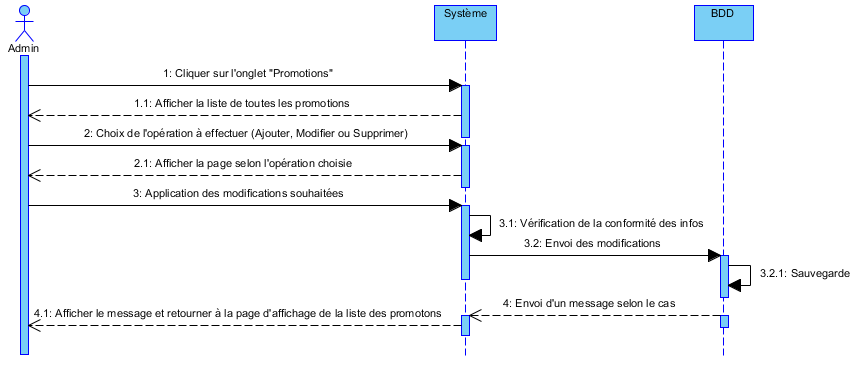 Système
BDD
Admin
1: Cliquer sur l'onglet "Promotions"
1.1: Afficher la liste de toutes les promotions
2: Choix de l'opération à effectuer (Ajouter, Modifier ou Supprimer)
2.1: Afficher la page selon l'opération choisie
3: Application des modifications souhaitées
3.1: Vérification de la conformité des infos
3.2: Envoi des modifications
3.2.1: Sauvegarde
4: Envoi d'un message selon le cas
4.1: Afficher le message et retourner à la page d'affichage de la liste des promotons